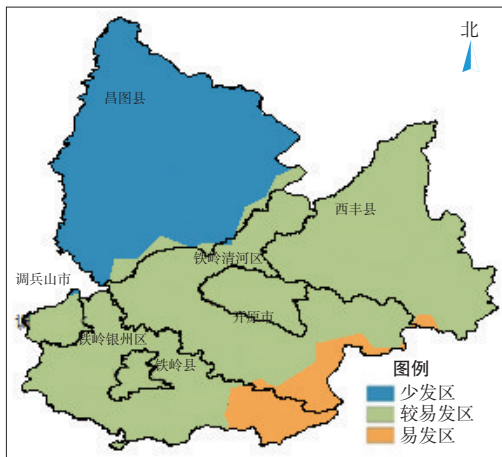 北
昌图县
西丰县
铁岭清河区
调兵山市
开原市
铁岭银州区
铁岭县
图例
少发区
较易发区
易发区